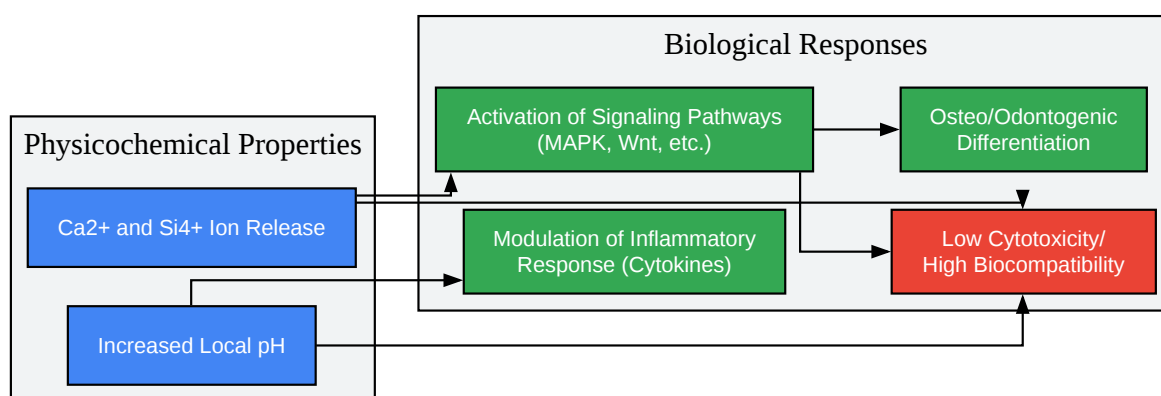 Biological Responses
Physicochemical Properties
Activation of Signaling Pathways
(MAPK, Wnt, etc.)
Osteo/Odontogenic
Differentiation
Ca2+ and Si4+ Ion Release
Modulation of Inflammatory
Response (Cytokines)
Low Cytotoxicity/
High Biocompatibility
Increased Local pH